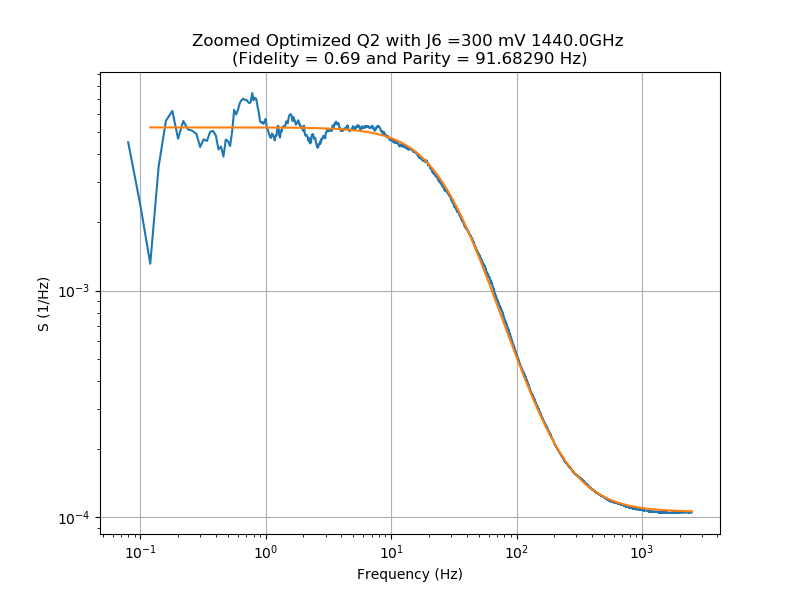 Zoomed Optimized Q2 with J6 =300 mV 1440.0GHz
(Fidelity = 0.69 and Parity = 91.68290 Hz)
S (1/Hz)
10⁻³
10⁻⁴
10⁻¹ 10⁰ 10¹ 10² 10³
Frequency (Hz)